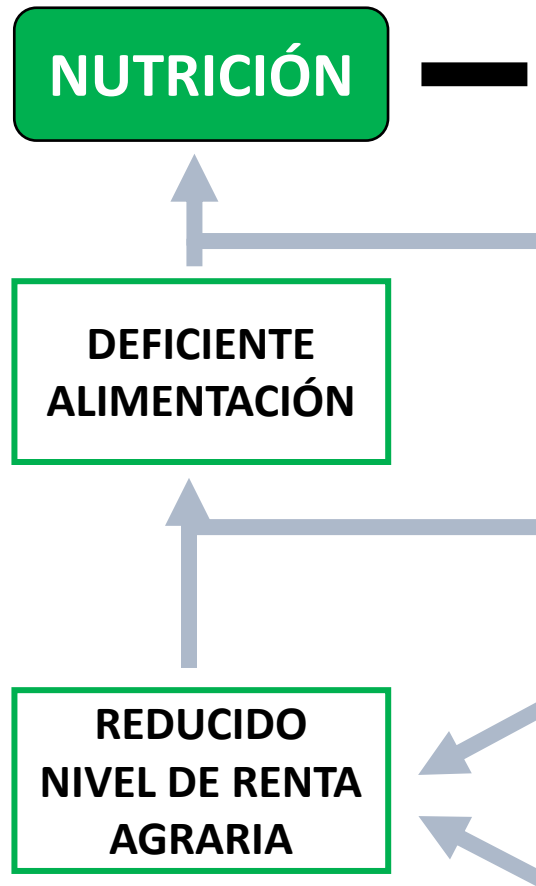 NUTRICIÓN
DEFICIENTE
ALIMENTACIÓN
REDUCIDO
NIVEL DE RENTA
AGRARIA